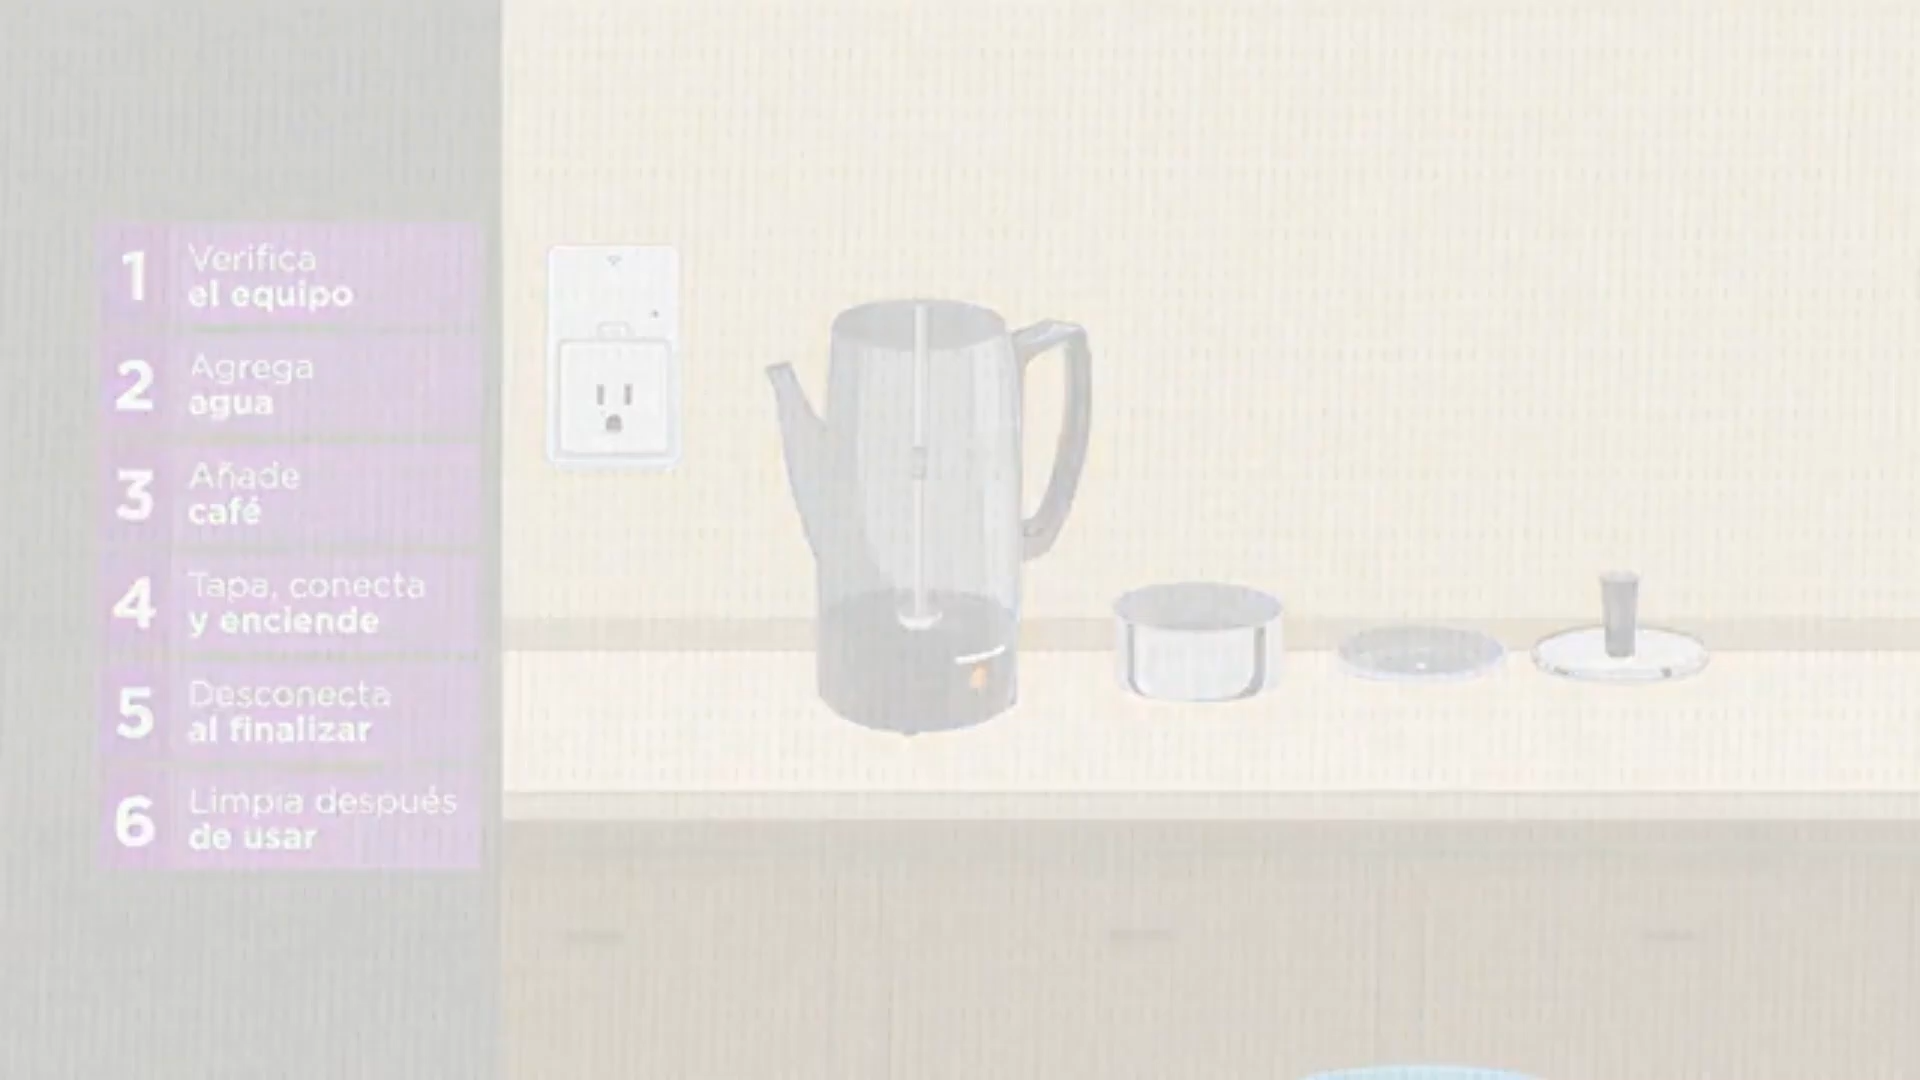 1 Verifica
el equipo
2 Agrega
agua
3 Añade
café
4 Tapa, conecta
y enciende
5 Desconecta
al finalizar
6 Limpia después
de usar